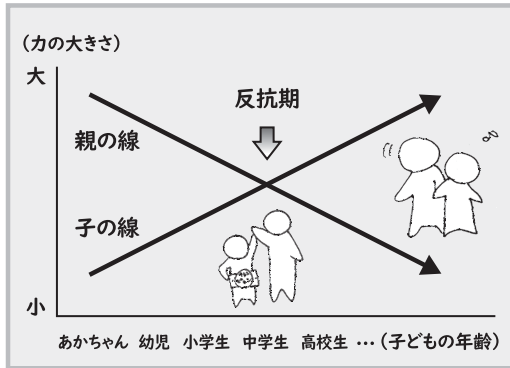 （力の大きさ）
大
反抗期
親の線
子の線
小
あかちゃん 幼児 小学生 中学生 高校生 …（子どもの年齢）